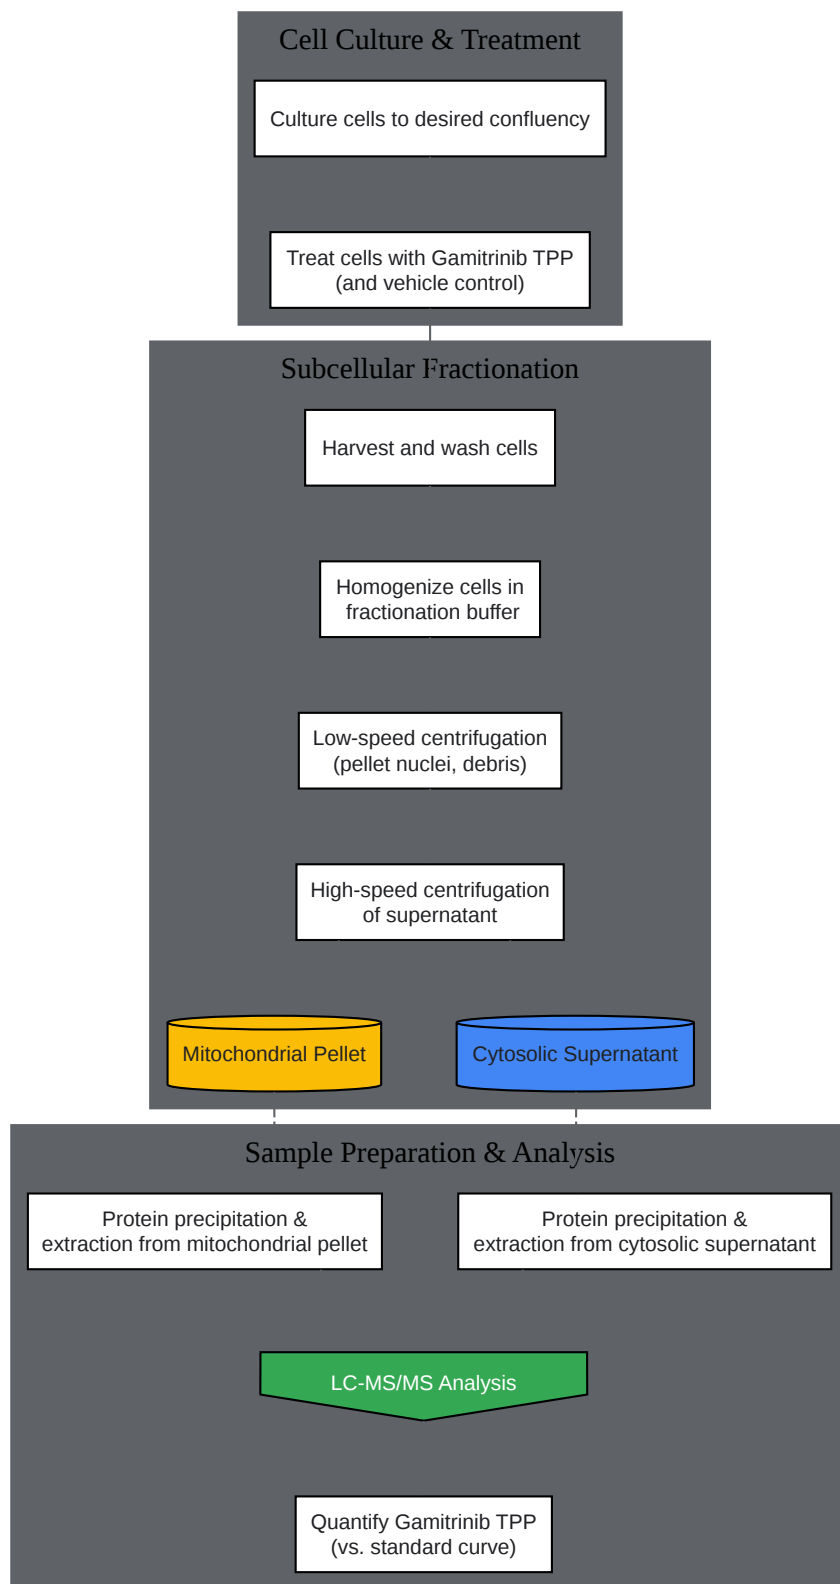 Cell Culture & Treatment
Culture cells to desired confluency
Treat cells with Gamitrinib TPP
(and vehicle control)
Subcellular Fractionation
Harvest and wash cells
Homogenize cells in
fractionation buffer
Low-speed centrifugation
(pellet nuclei, debris)
High-speed centrifugation
of supernatant
Mitochondrial Pellet
Cytosolic Supernatant
Sample Preparation & Analysis
Protein precipitation &
extraction from mitochondrial pellet
Protein precipitation &
extraction from cytosolic supernatant
LC-MS/MS Analysis
Quantify Gamitrinib TPP
(vs. standard curve)